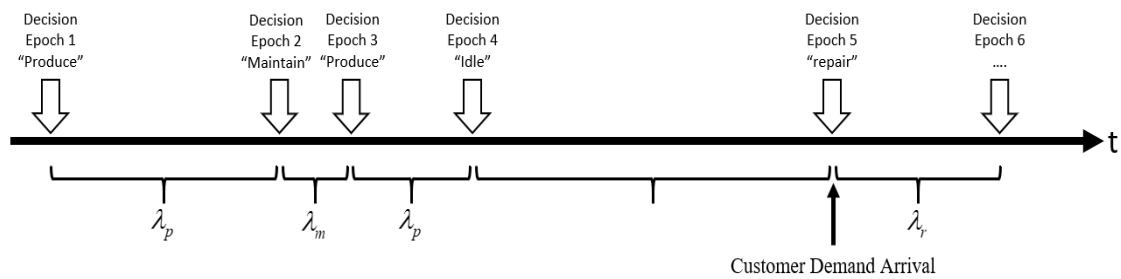 Decision
Epoch 1
“Produce”
Decision
Epoch 2
“Maintain”
Decision
Epoch 3
“Produce”
Decision
Epoch 4
“Idle”
Decision
Epoch 5
“repair”
Decision
Epoch 6
....
t
λp
λm
λp
λr
Customer Demand Arrival